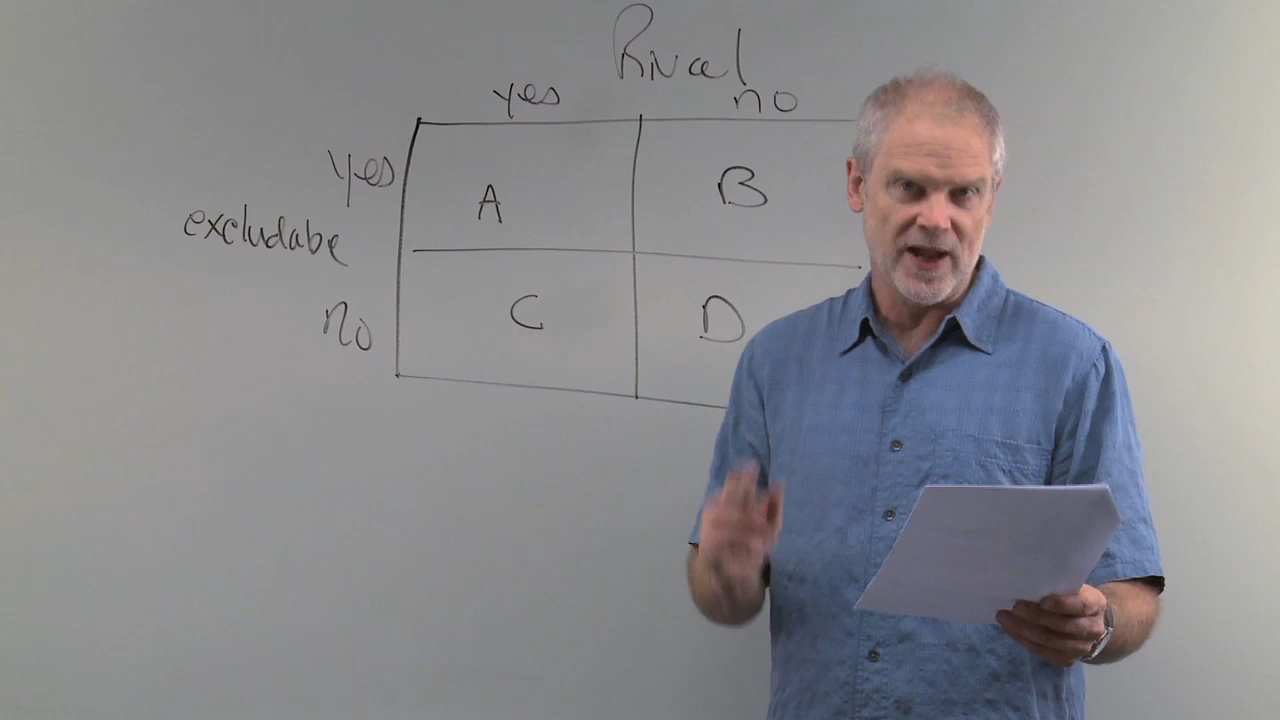 Rival
yes no
yes
A B
excludabe
no
C D